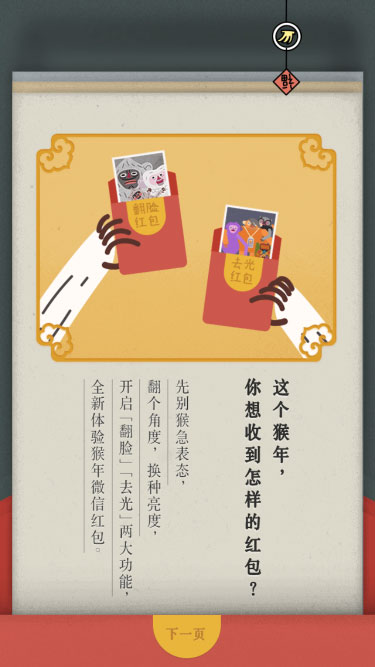 翻脸
红包
去光
红包
这个猴年，
你想收到怎样的红包？
先别猴急表态，
翻个角度，换种亮度，
开启「翻脸」「去光」两大功能，
全新体验猴年微信红包。
下一页